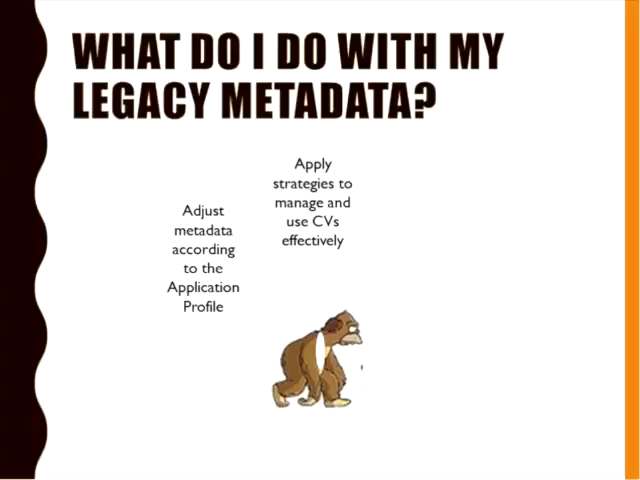 WHAT DO I DO WITH MY
LEGACY METADATA?
Apply
strategies to
manage and
use CVs
effectively
Adjust
metadata
according
to the
Application
Profile